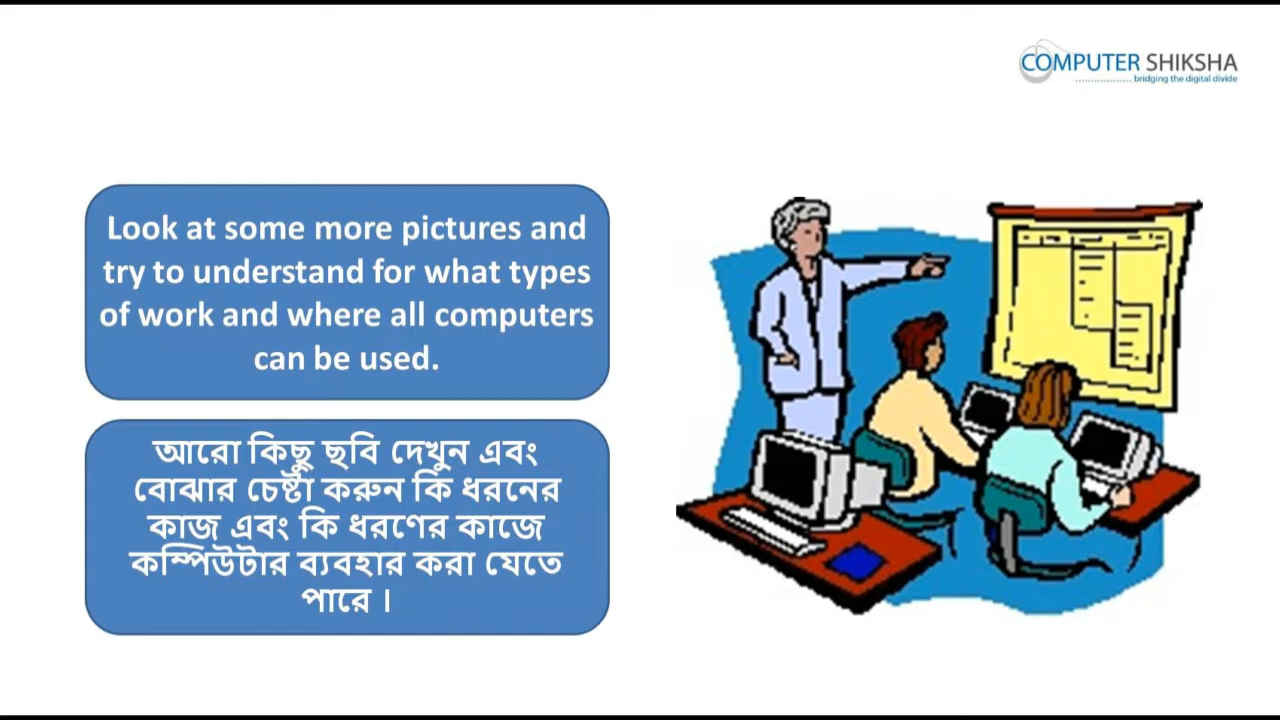 COMPUTER SHIKSHA
bridging the digital divide
Look at some more pictures and
try to understand for what types
of work and where all computers
can be used.
আরো কিছু ছবি দেখুন এবং
বোঝার চেষ্টা করুন কি ধরনের
কাজ এবং কি ধরণের কাজে
কম্পিউটার ব্যবহার করা যেতে
পারে ।